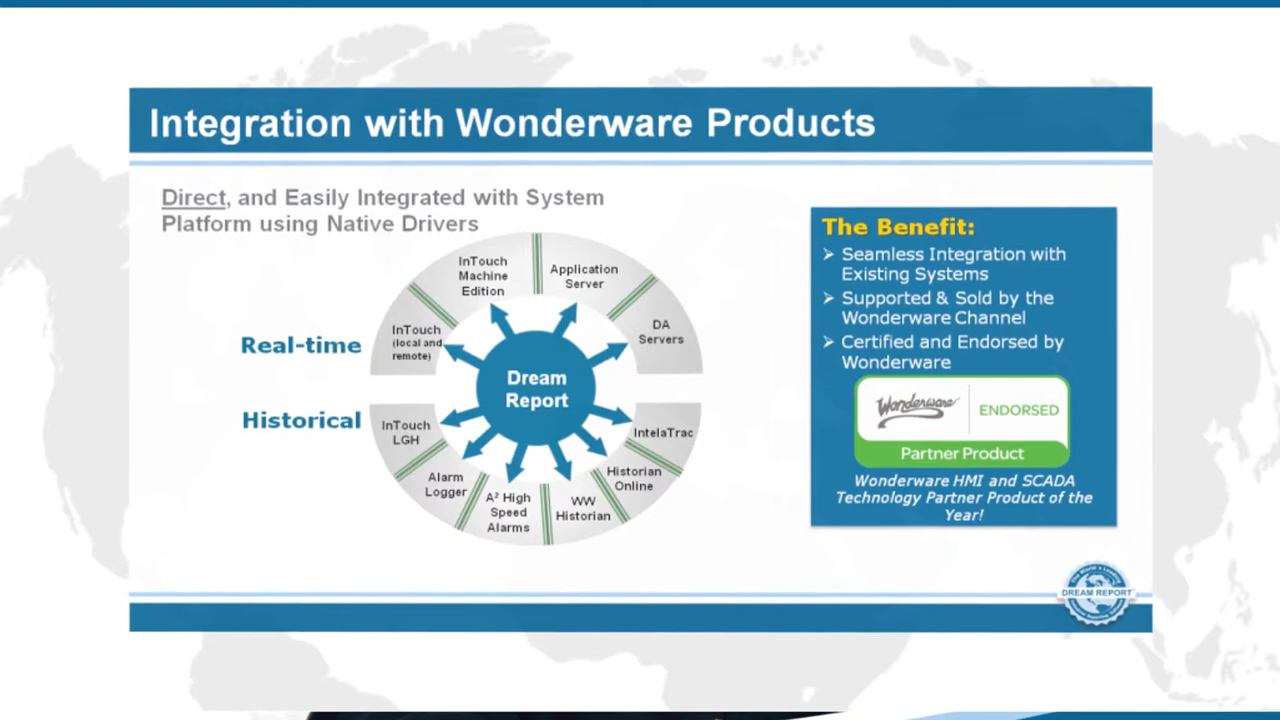 Integration with Wonderware Products
Direct, and Easily Integrated with System
Platform using Native Drivers
InTouch
Machine
Edition
Application
Server
InTouch
(local and
remote)
DA
Servers
Real-time
Dream
Report
Historical
InTouch
LGH
IntelaTrac
Alarm
Logger
Historian
Online
A² High
Speed
Alarms
WW
Historian
The Benefit:
Seamless Integration with
Existing Systems
Supported & Sold by the
Wonderware Channel
Certified and Endorsed by
Wonderware
Wonderware
ENDORSED
Partner Product
Wonderware HMI and SCADA
Technology Partner Product of the
Year!
The World's Leading
DREAM REPORT